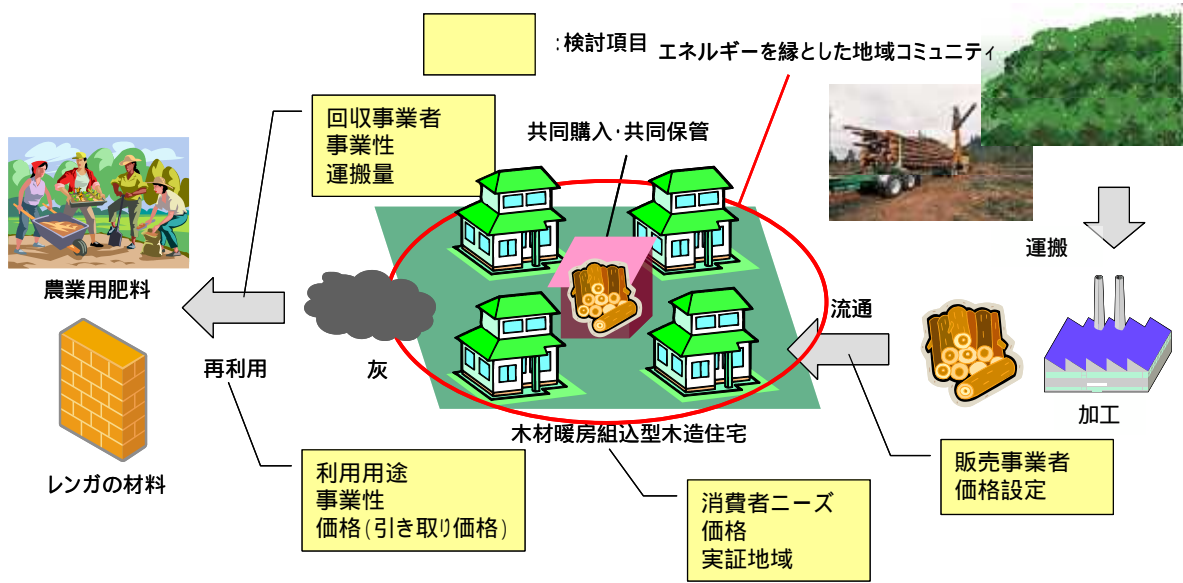 :検討項目
エネルギーを縁とした地域コミュニティ
回収事業者
事業性
運搬量
共同購入・共同保管
運搬
農業用肥料
流通
再利用
灰
加工
木材暖房組込型木造住宅
レンガの材料
利用用途
事業性
価格(引き取り価格)
消費者ニーズ
価格
実証地域
販売事業者
価格設定